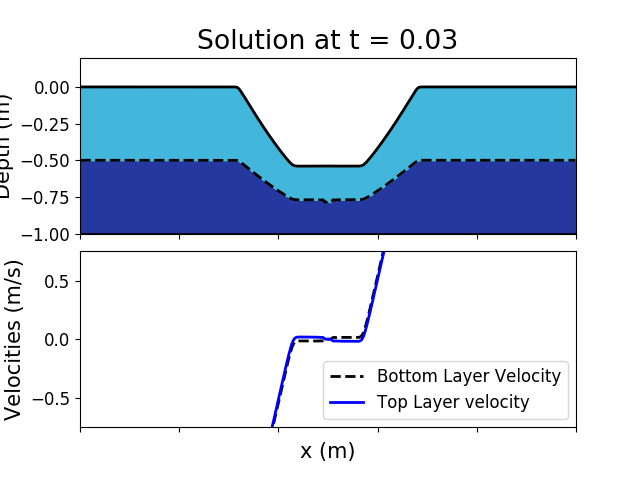 Solution at t = 0.03
Depth (m)
0.00
−0.25
−0.50
−0.75
−1.00
Velocities (m/s)
0.5
0.0
−0.5
Bottom Layer Velocity
Top Layer velocity
x (m)